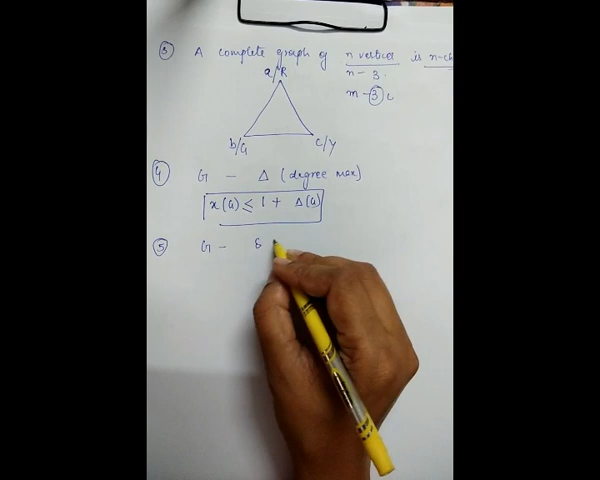 ③ A complete graph of n vertices is n-ch
n - 3.
a/R
m - 3 c
b/G c/Y
④ G - Δ (degree max)
x(G) ≤ 1 + Δ(G)
⑤ G - δ